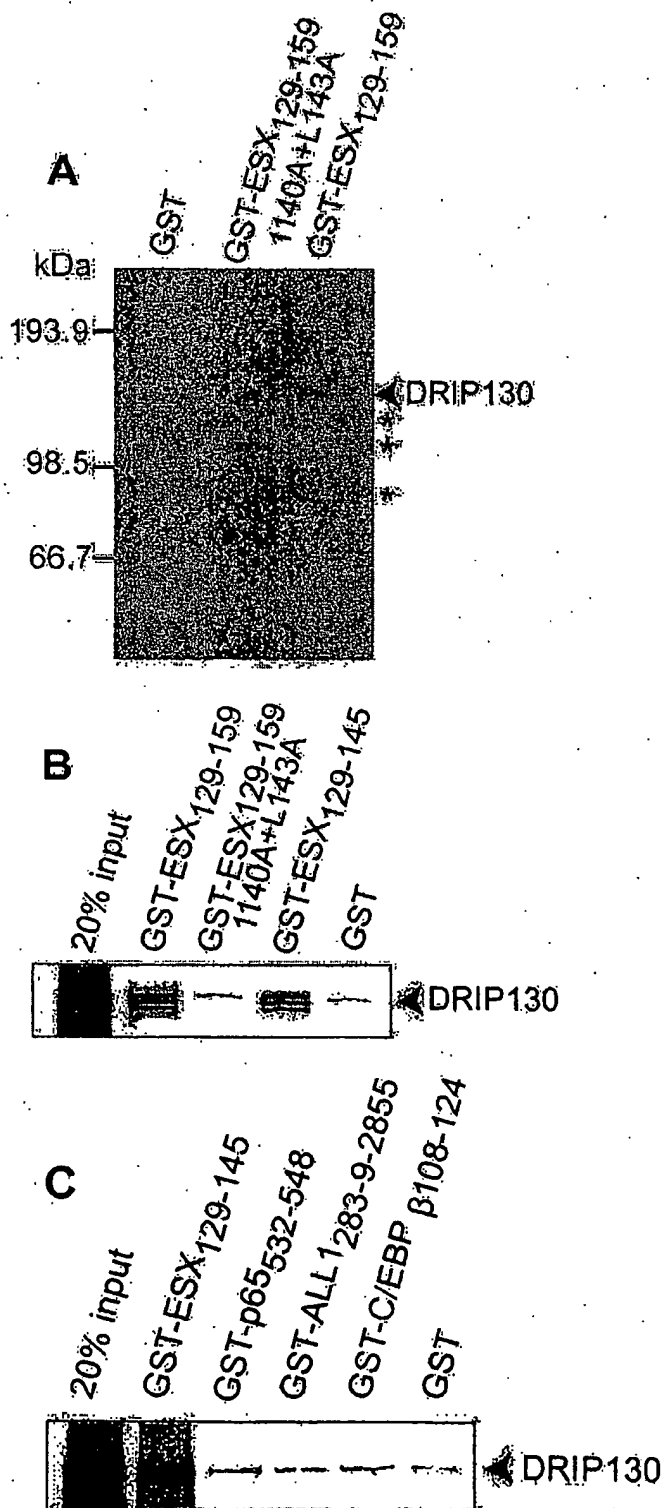 A
GST
GST-ESX129-159
1140A+L143A
GST-ESX129-159
kDa
193.9
98.5
66.7
DRIP130
*
*
*
B
20% input
GST-ESX129-159
GST-ESX129-159
1140A+L143A
GST-ESX129-145
GST
DRIP130
C
20% input
GST-ESX129-145
GST-p65532-548
GST-ALL1283-9-2855
GST-C/EBP β108-124
GST
DRIP130